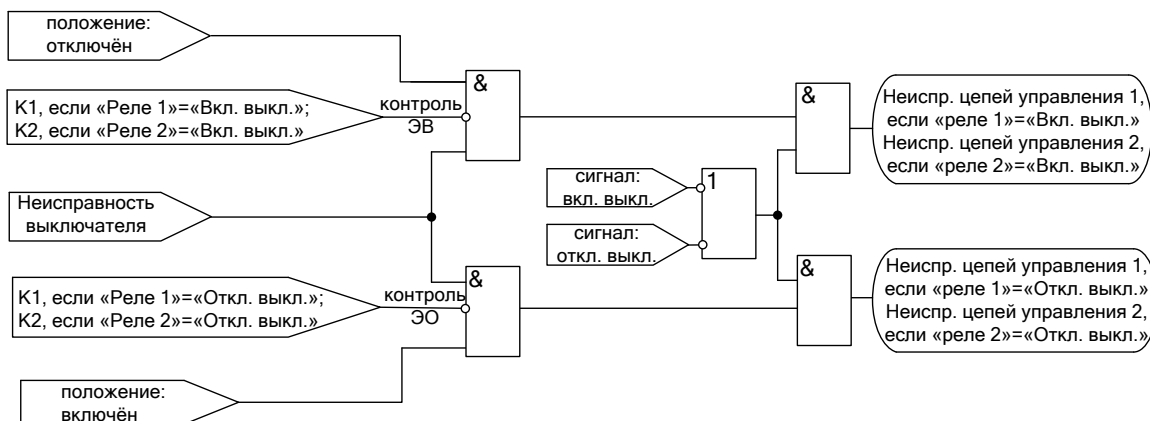 положение:
отключён
K1, если «Реле 1»=«Вкл. выкл.»;
K2, если «Реле 2»=«Вкл. выкл.»
контроль
ЭВ
&
Неисправность
выключателя
K1, если «Реле 1»=«Откл. выкл.»;
K2, если «Реле 2»=«Откл. выкл.»
контроль
ЭО
&
положение:
включён
сигнал:
вкл. выкл.
сигнал:
откл. выкл.
1
&
Неиспр. цепей управления 1,
если «реле 1»=«Вкл. выкл.»
Неиспр. цепей управления 2,
если «реле 2»=«Вкл. выкл.»
&
Неиспр. цепей управления 1,
если «реле 1»=«Откл. выкл.»
Неиспр. цепей управления 2,
если «реле 2»=«Откл. выкл.»